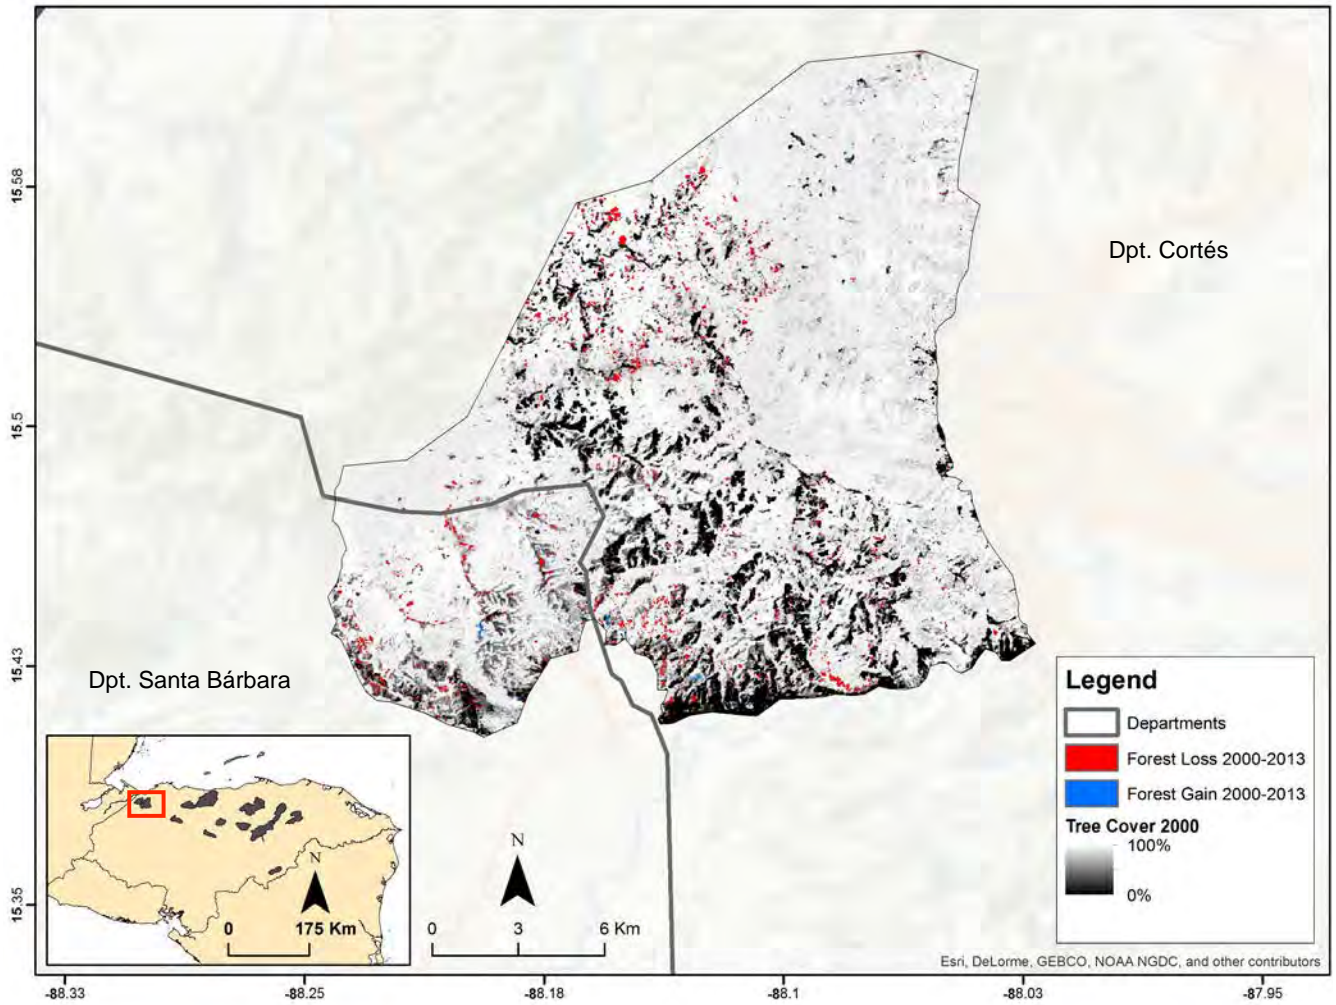 15.58
15.5
15.43
15.35
Dpt. Cortés
Dpt. Santa Bárbara
N
0
175 Km
N
0
3
6 Km
Legend
Departments
Forest Loss 2000-2013
Forest Gain 2000-2013
Tree Cover 2000
100%
0%
Esri, DeLorme, GEBCO, NOAA NGDC, and other contributors
-88.33
-88.25
-88.18
-88.1
-88.03
-87.95